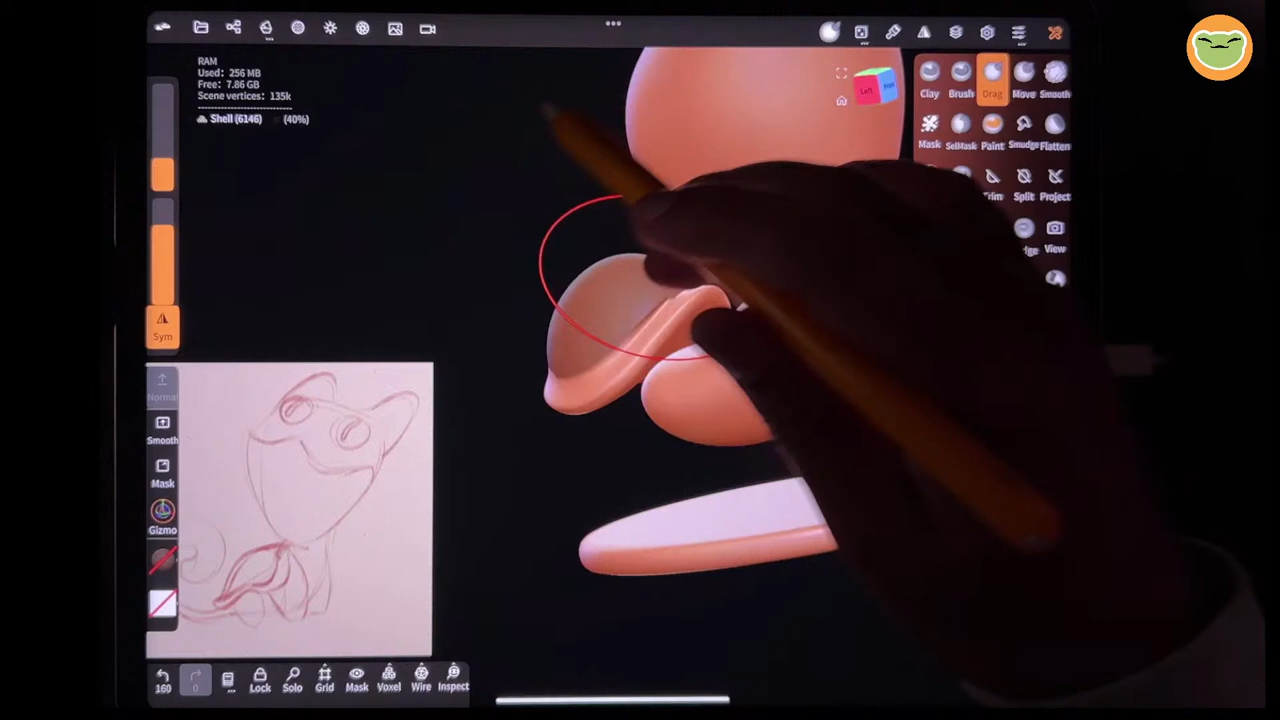 RAM
Used: 256 MB
Free: 7.86 GB
Scene vertices: 135k
Shell (6146) (40%)
Left
Clay Brush Drag Move Smooth
Mask SelMask Paint Smudge Flatten
Trim Split Project
View
Sym
Normal
Smooth
Mask
Gizmo
160 0 Lock Solo Grid Mask Voxel Wire Inspect